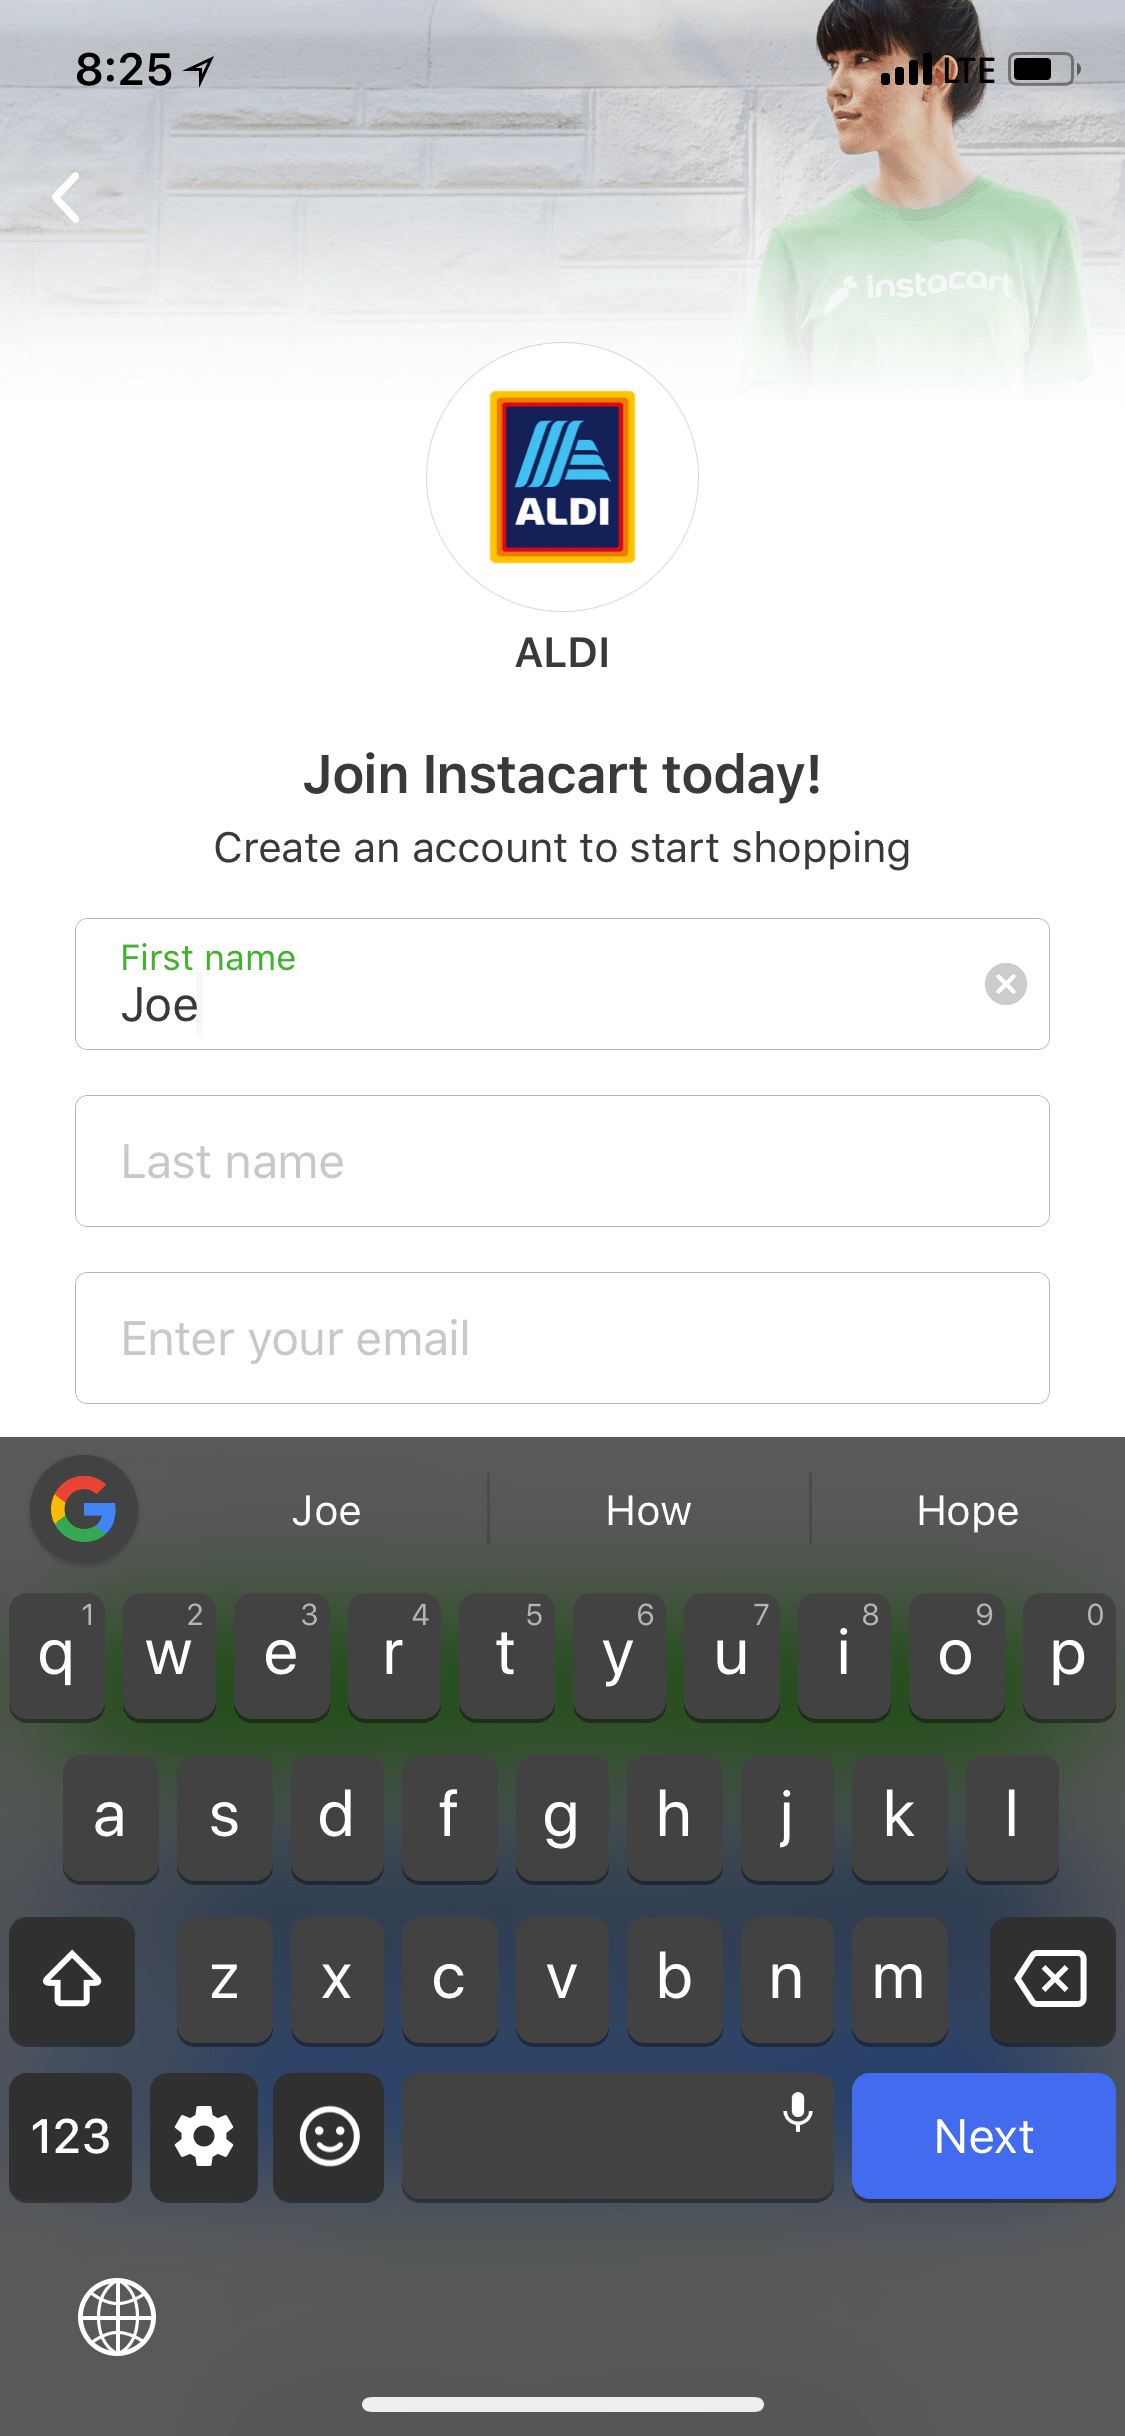 8:25 LTE
instacart
ALDI
ALDI
Join Instacart today!
Create an account to start shopping
First name
Joe
Last name
Enter your email
Joe How Hope
1 2 3 4 5 6 7 8 9 0
q w e r t y u i o p
a s d f g h j k l
z x c v b n m
123 Next